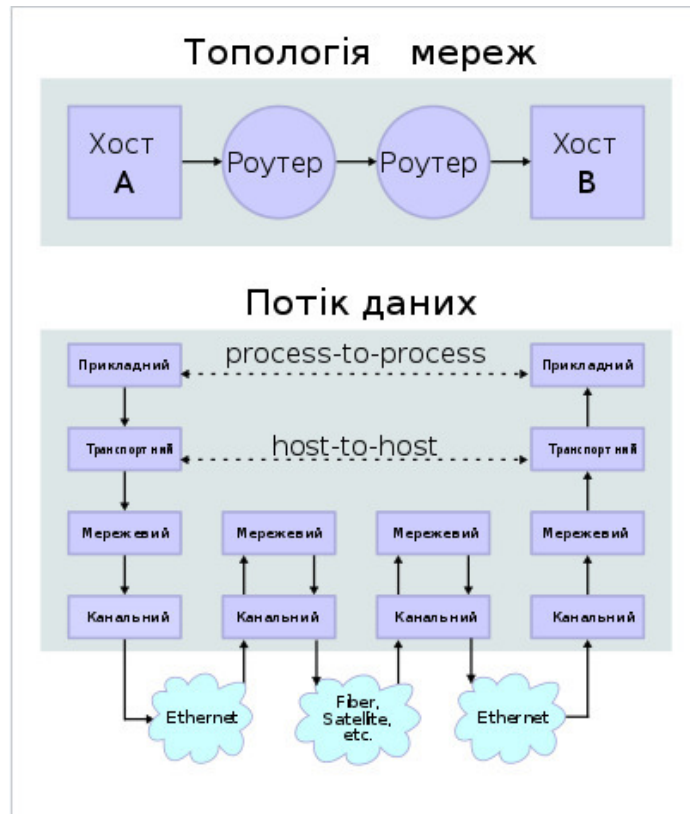 Топологія мереж
Хост
A
Роутер
Роутер
Хост
B
Потік даних
Прикладний
process-to-process
Прикладний
Транспортний
host-to-host
Транспортний
Мережевий
Мережевий
Мережевий
Мережевий
Канальний
Канальний
Канальний
Канальний
Ethernet
Fiber,
Satellite,
etc.
Ethernet